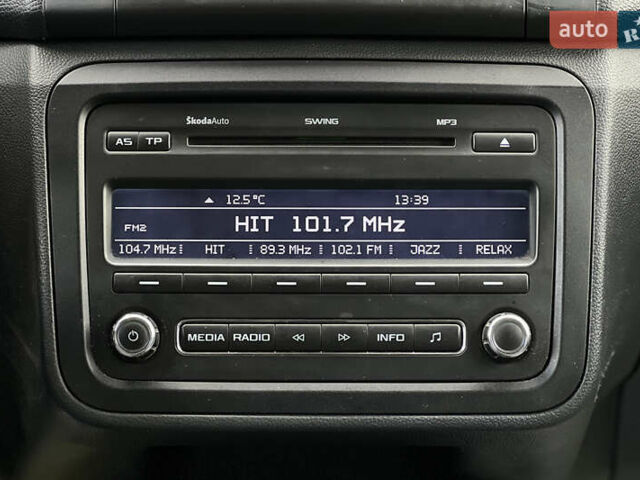 auto R
ŠkodaAuto SWING MP3
AS TP
12.5°C 13:39
HIT 101.7 MHz
FM2
104.7 MHz HIT 89.3 MHz 102.1 FM JAZZ RELAX
MEDIA RADIO INFO